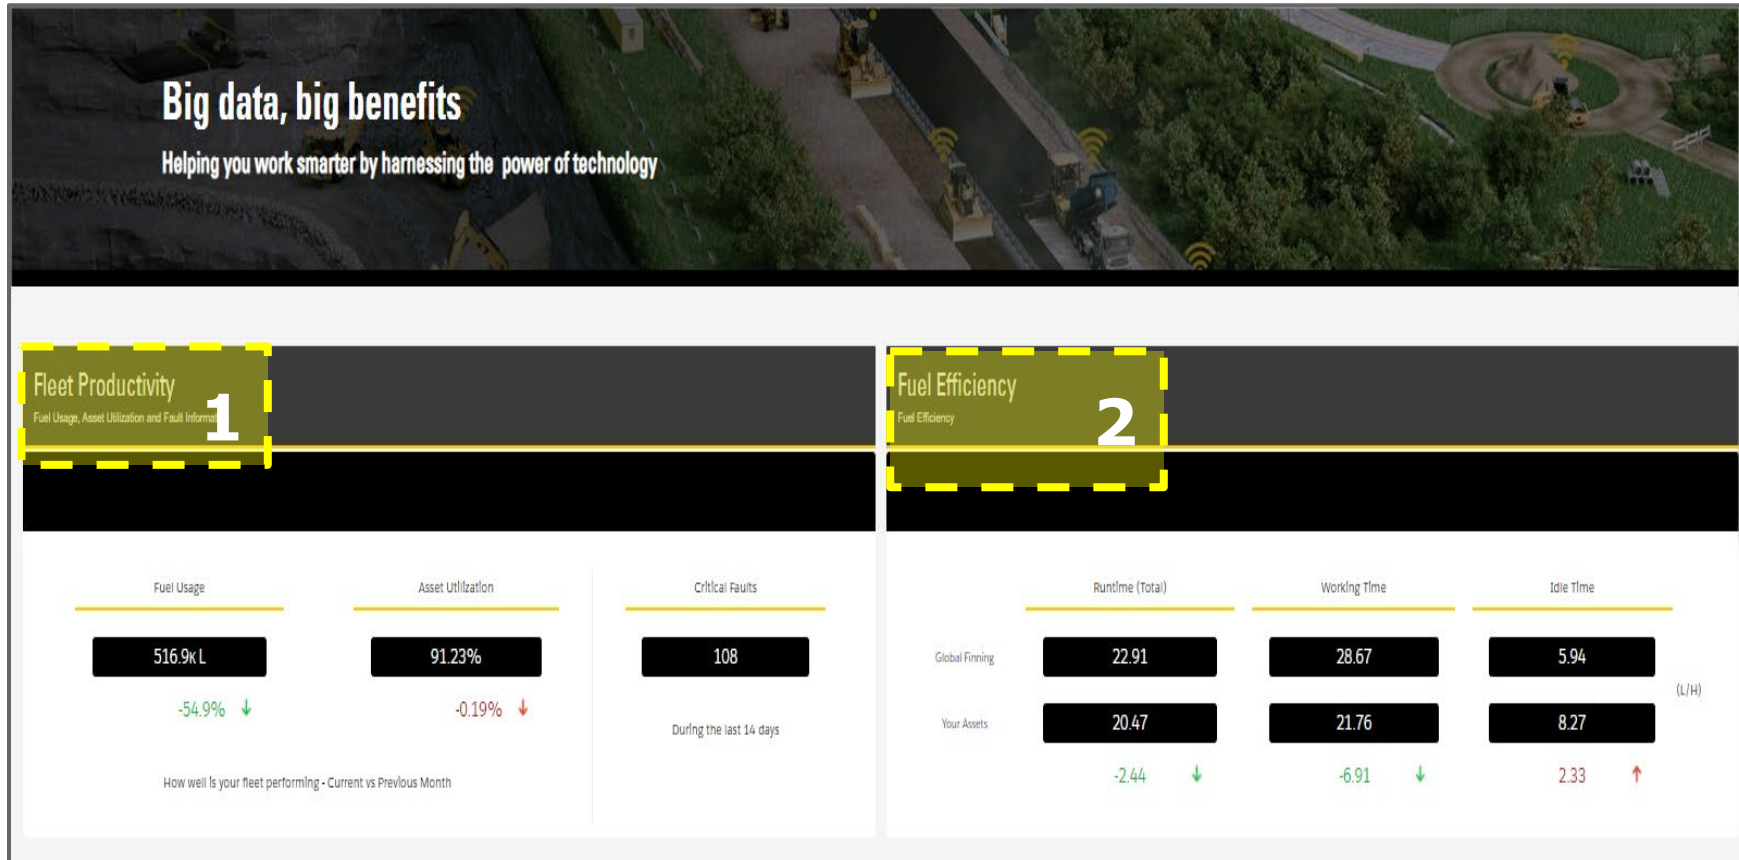 Big data, big benefits
Helping you work smarter by harnessing the power of technology
Fleet Productivity
Fuel Usage, Asset Utilization and Fault
1
Fuel Efficiency
Fuel Efficiency
2
Fuel Usage
Asset Utilization
Critical Faults
516.9K L
91.23%
108
-54.9% ↓
-0.19% ↓
During the last 14 days
How well is your fleet performing - Current vs Previous Month
Runtime (Total)
Working Time
Idle Time
Global Finning
22.91
28.67
5.94
(L/H)
Your Assets
20.47
21.76
8.27
-2.44 ↓
-6.91 ↓
2.33 ↑